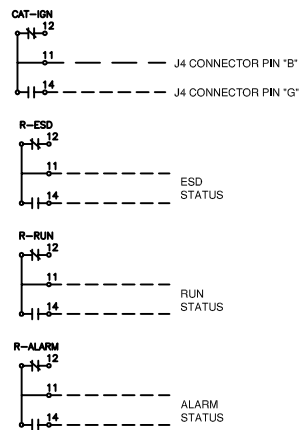 CAT-IGN
12
11
J4 CONNECTOR PIN "B"
14
J4 CONNECTOR PIN "G"
R-ESD
12
11
ESD
STATUS
14
R-RUN
12
11
RUN
STATUS
14
R-ALARM
12
11
ALARM
STATUS
14